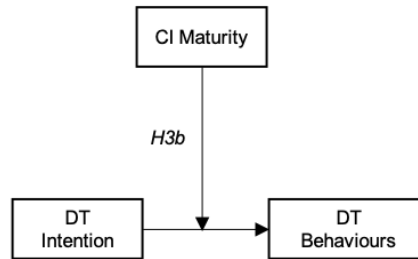 CI Maturity
H3b
DT
Intention
DT
Behaviours